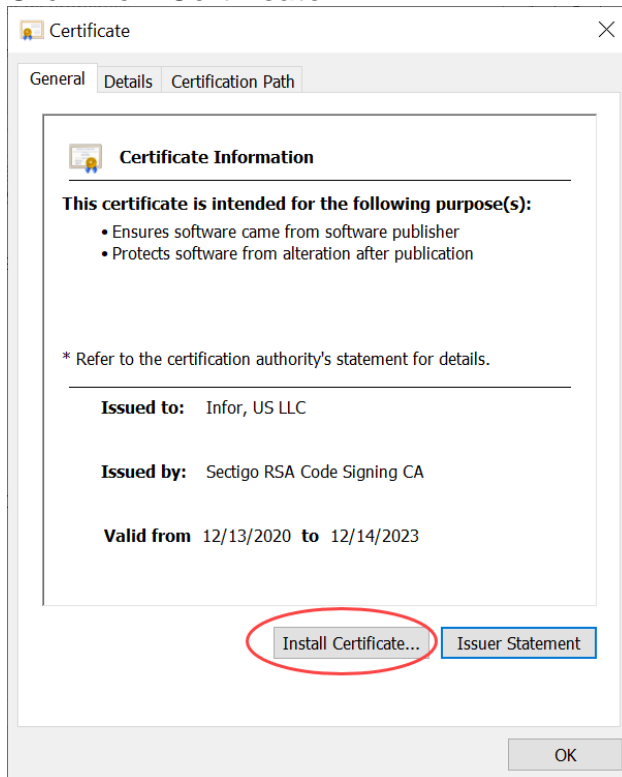 Certificate
General Details Certification Path
Certificate Information
This certificate is intended for the following purpose(s):
• Ensures software came from software publisher
• Protects software from alteration after publication
* Refer to the certification authority's statement for details.
Issued to: Infor, US LLC
Issued by: Sectigo RSA Code Signing CA
Valid from 12/13/2020 to 12/14/2023
Install Certificate... Issuer Statement
OK